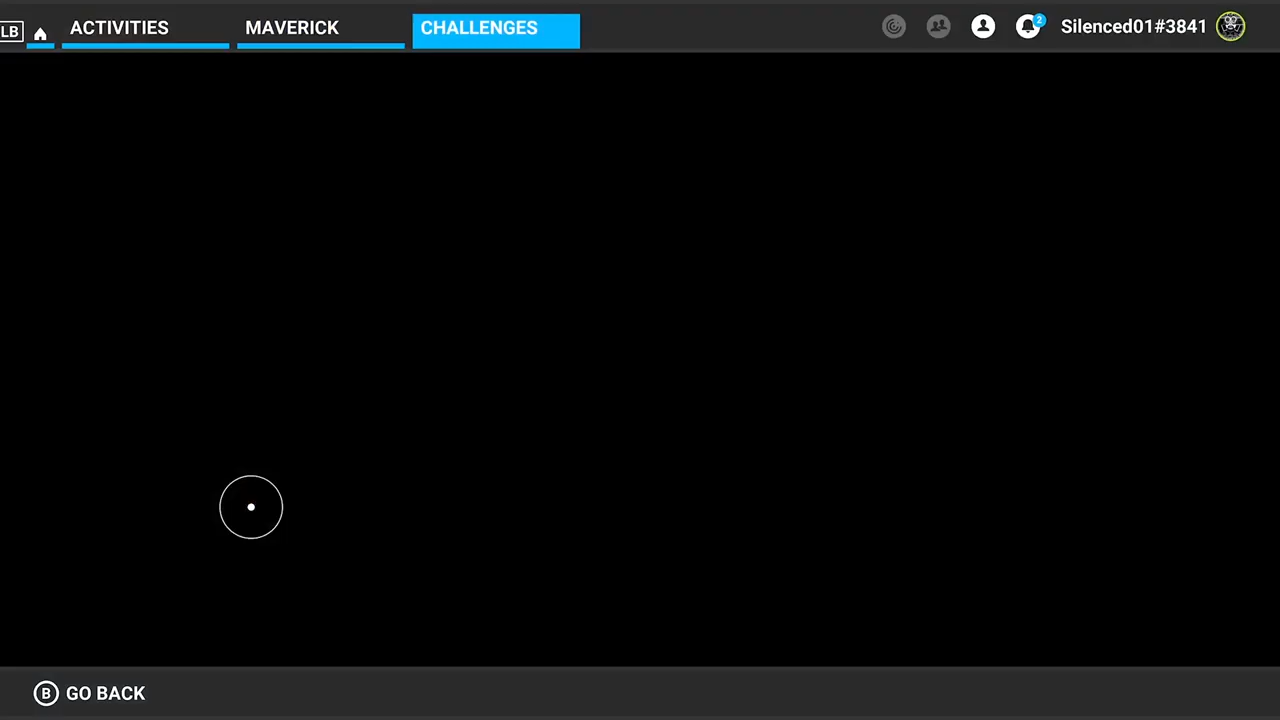 LB
ACTIVITIES
MAVERICK
CHALLENGES
2
Silenced01#3841
B GO BACK